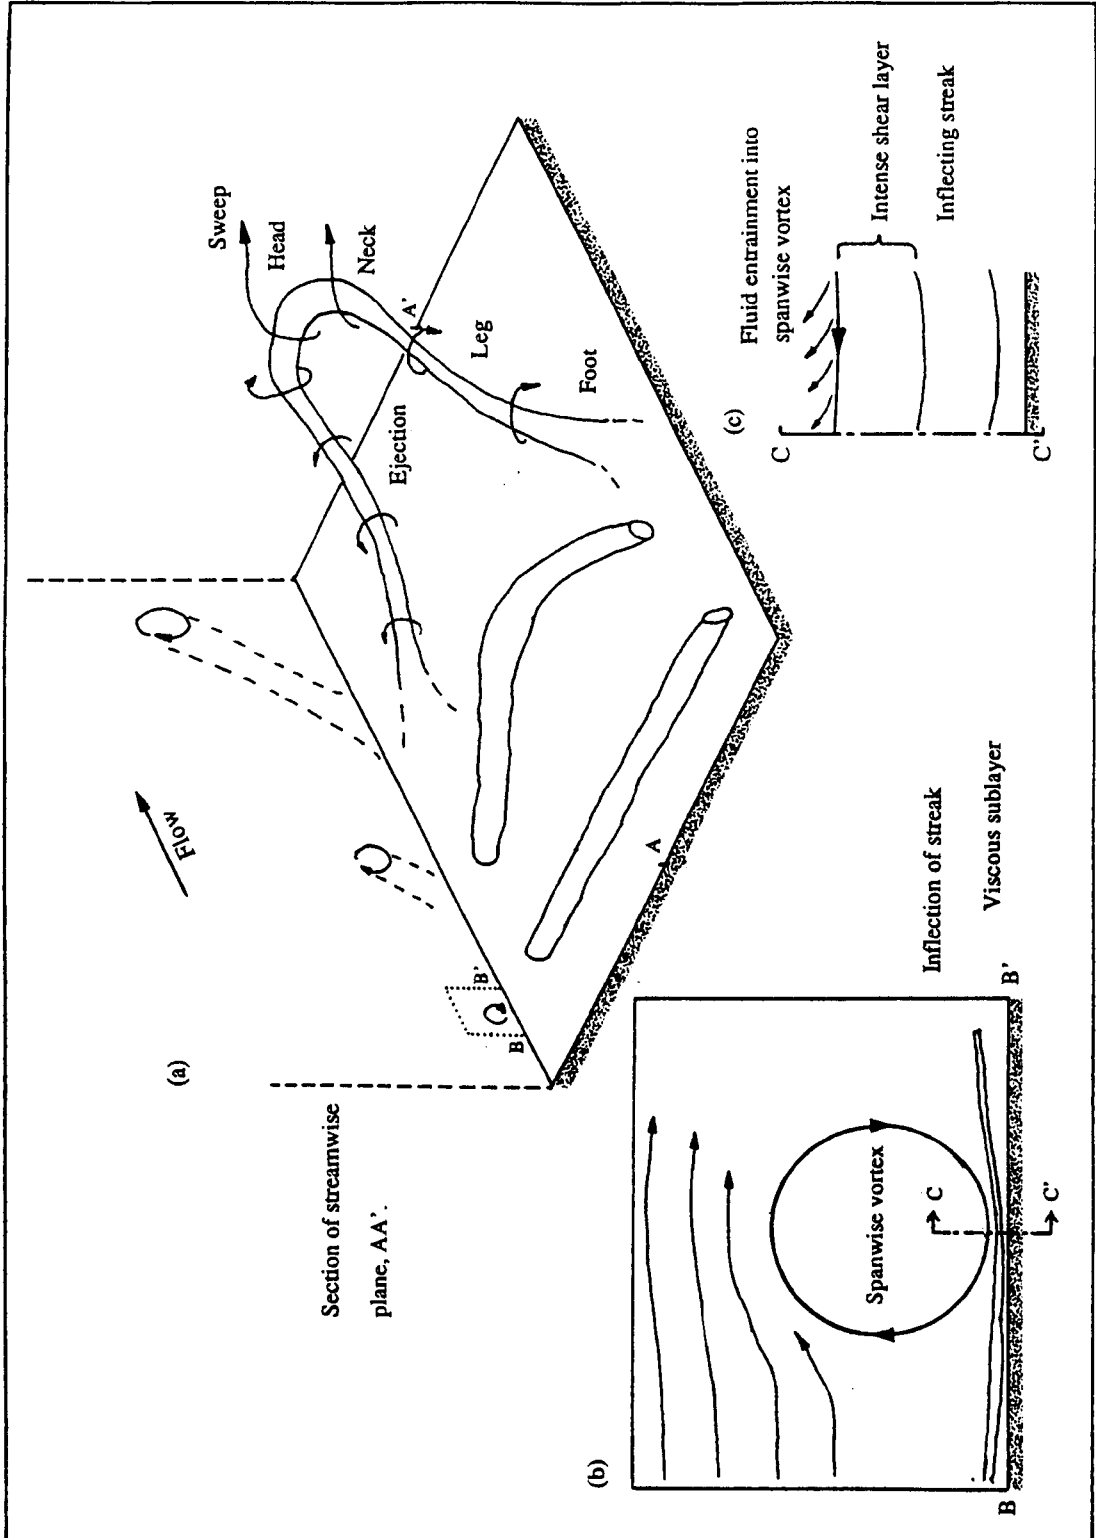 (a)
Flow
Sweep
Head
Neck
A'
Leg
Foot
Ejection
B
B'
A
Section of streamwise
plane, AA'.
(b)
Spanwise vortex
C
C'
B
B'
Inflection of streak
Viscous sublayer
(c)
Fluid entrainment into
spanwise vortex
Intense shear layer
Inflecting streak
C
C'